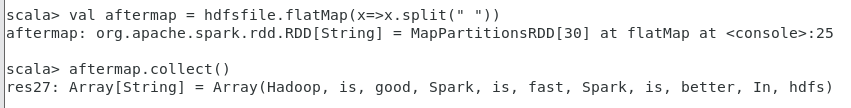 scala> val aftermap = hdfsfile.flatMap(x=>x.split(" "))
aftermap: org.apache.spark.rdd.RDD[String] = MapPartitionsRDD[30] at flatMap at <console>:25
scala> aftermap.collect()
res27: Array[String] = Array(Hadoop, is, good, Spark, is, fast, Spark, is, better, In, hdfs)